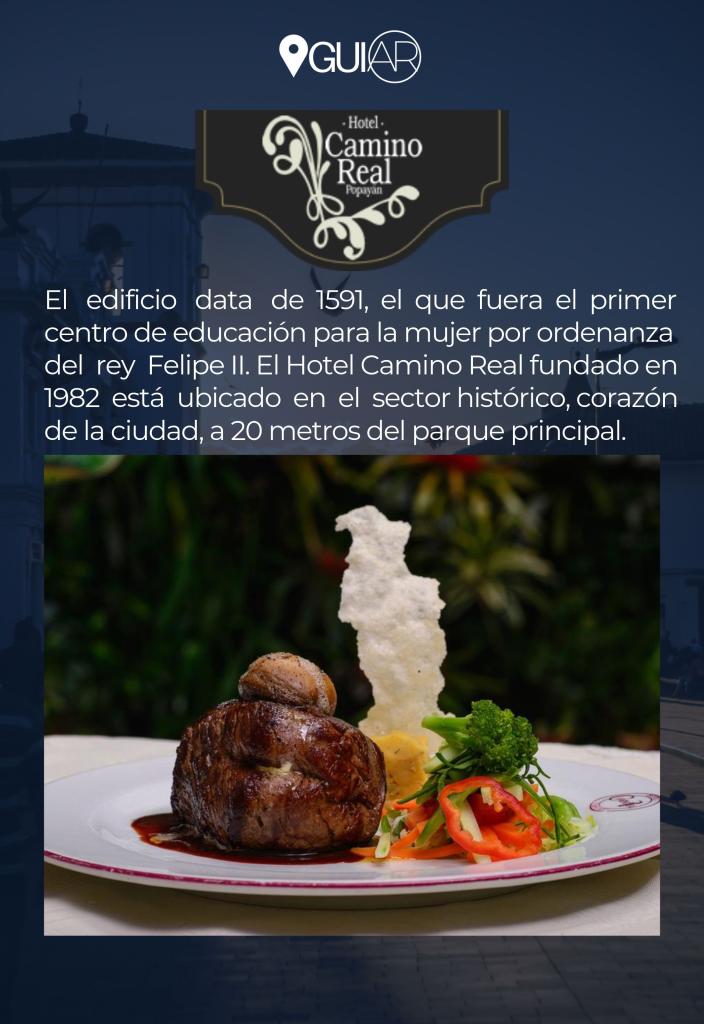 GUIAR
· Hotel ·
Camino
Real
Popayán
El edificio data de 1591, el que fuera el primer
centro de educación para la mujer por ordenanza
del rey Felipe II. El Hotel Camino Real fundado en
1982 está ubicado en el sector histórico, corazón
de la ciudad, a 20 metros del parque principal.